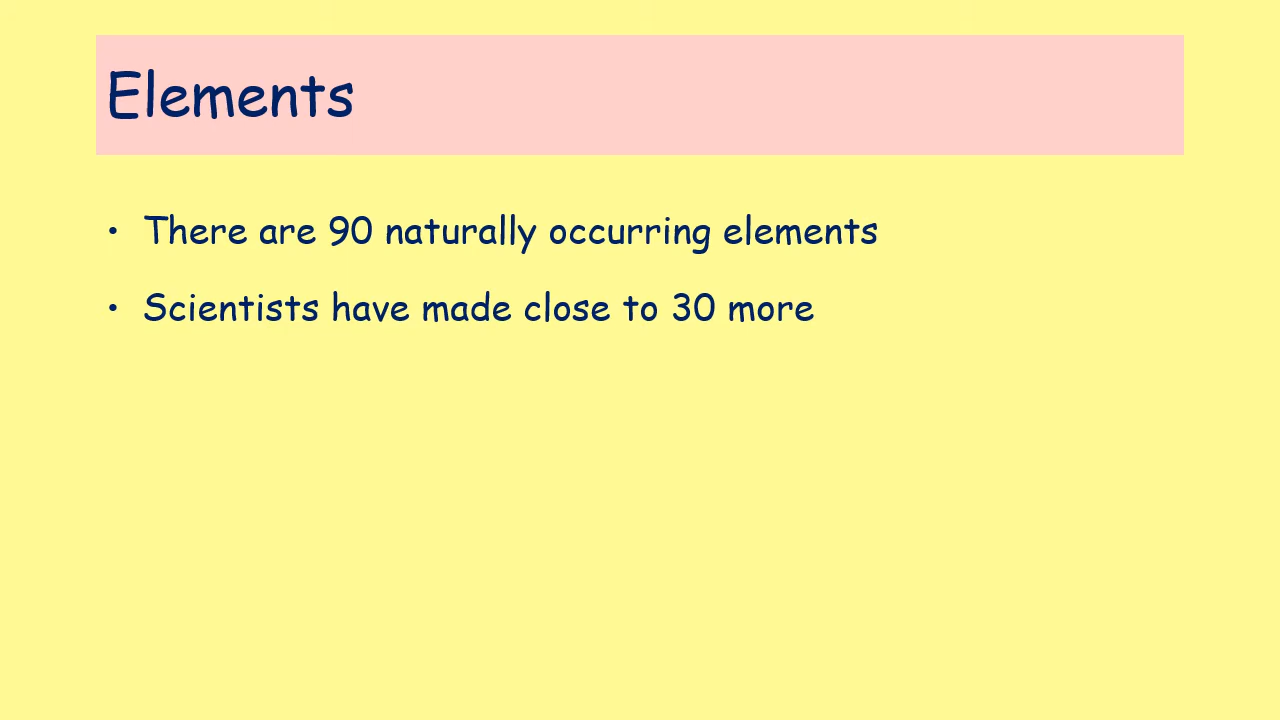 Elements
• There are 90 naturally occurring elements
• Scientists have made close to 30 more